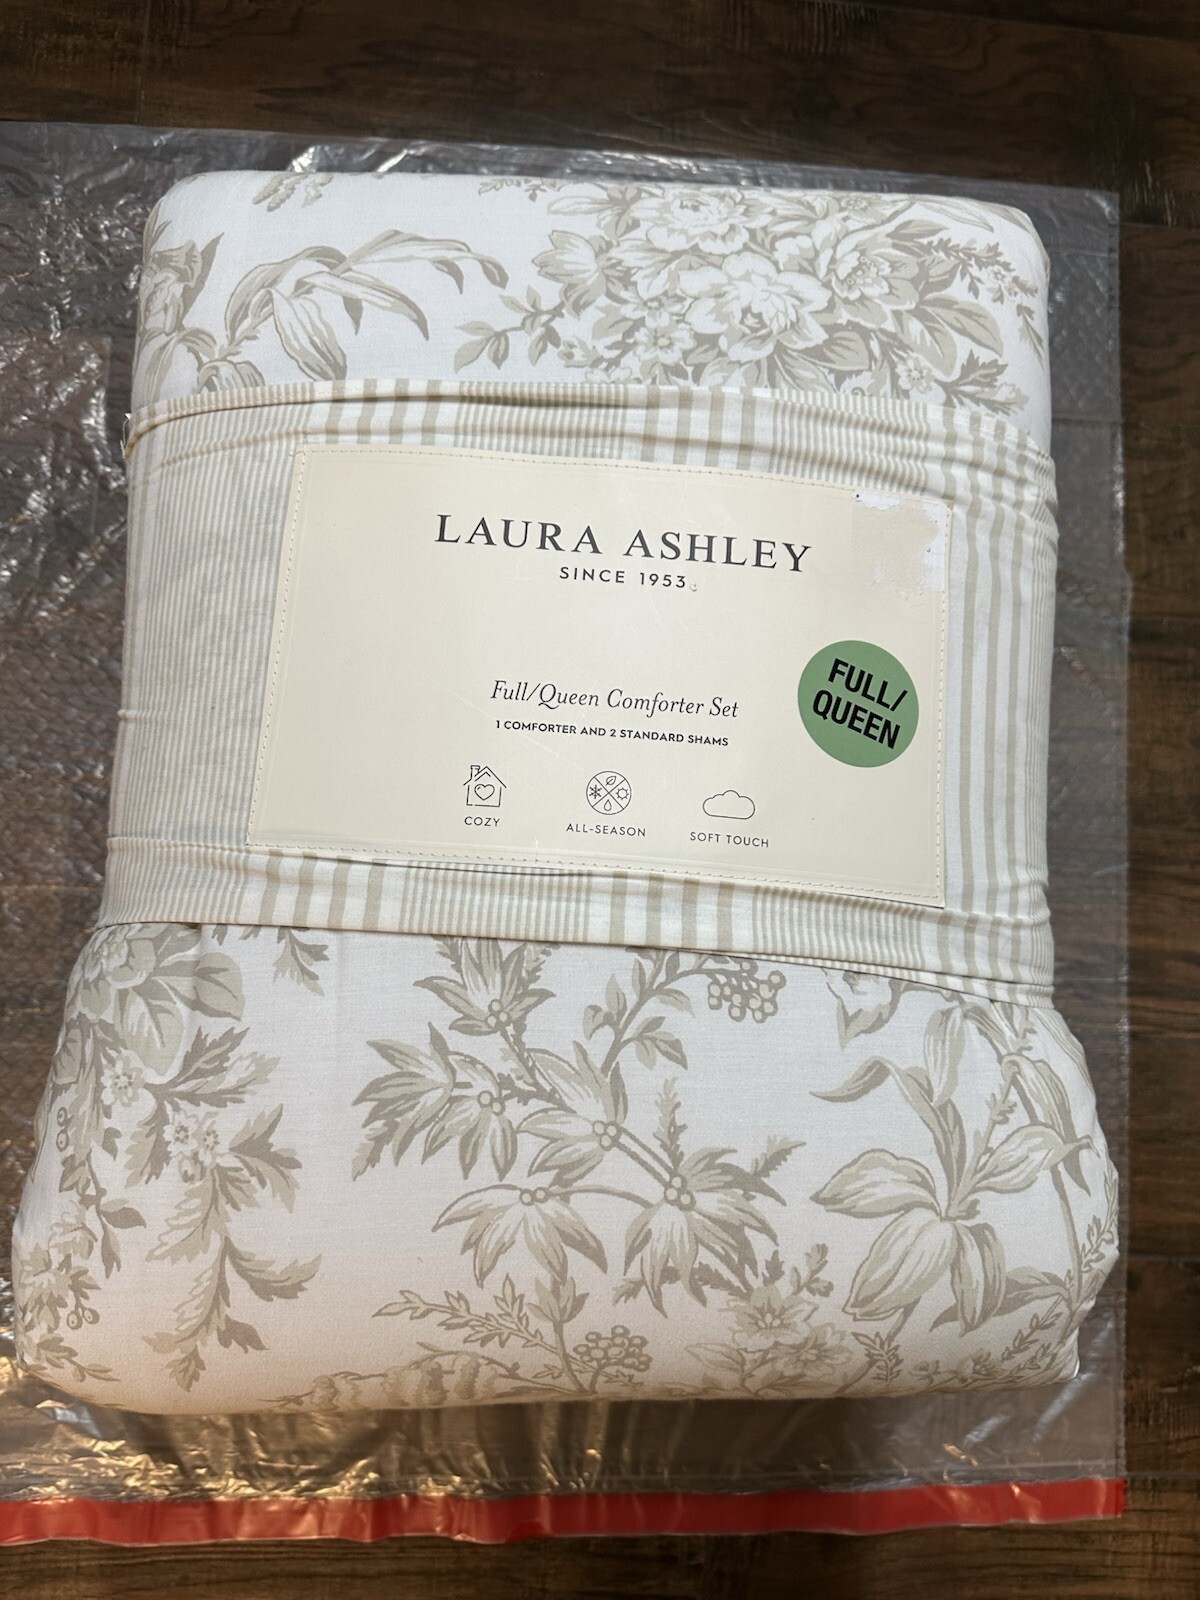 LAURA ASHLEY
SINCE 1953
Full/Queen Comforter Set
1 COMFORTER AND 2 STANDARD SHAMS
FULL/
QUEEN
COZY
ALL-SEASON
SOFT TOUCH